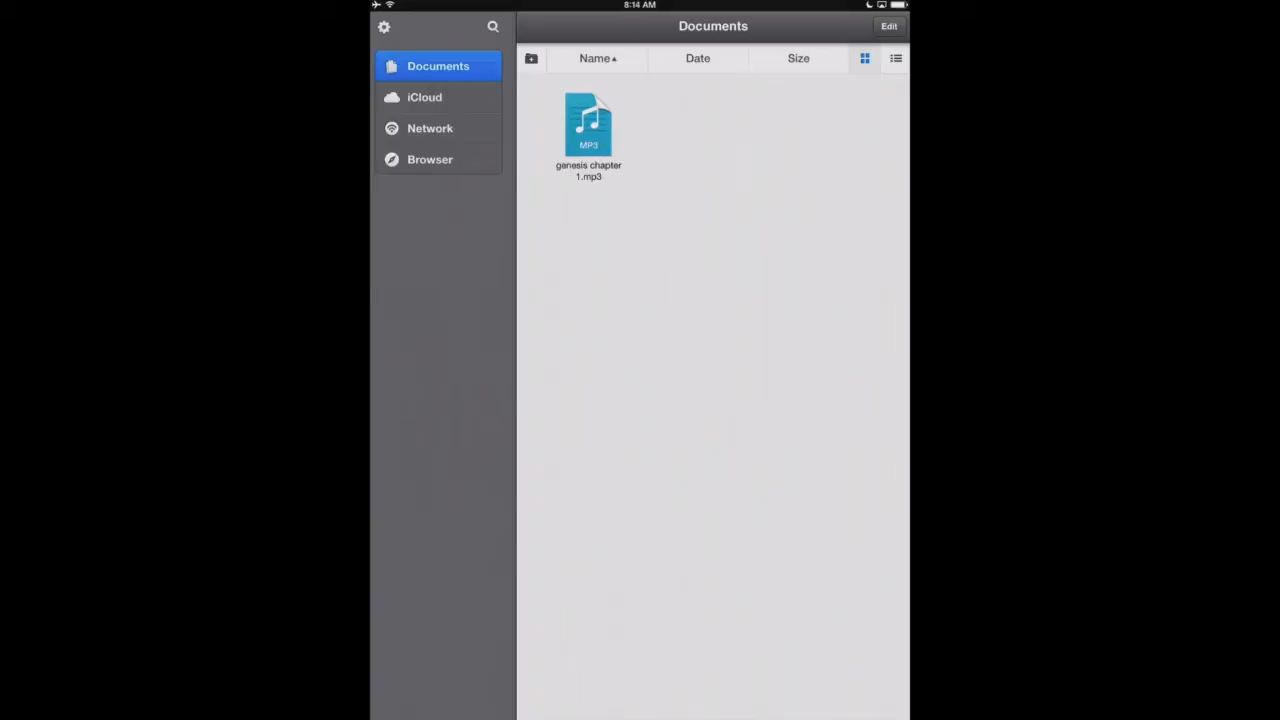 8:14 AM
Documents
Edit
Documents
iCloud
Network
Browser
Name
Date
Size
MP3
genesis chapter
1.mp3